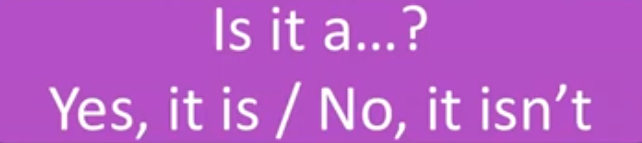 Is it a...?
Yes, it is / No, it isn’t